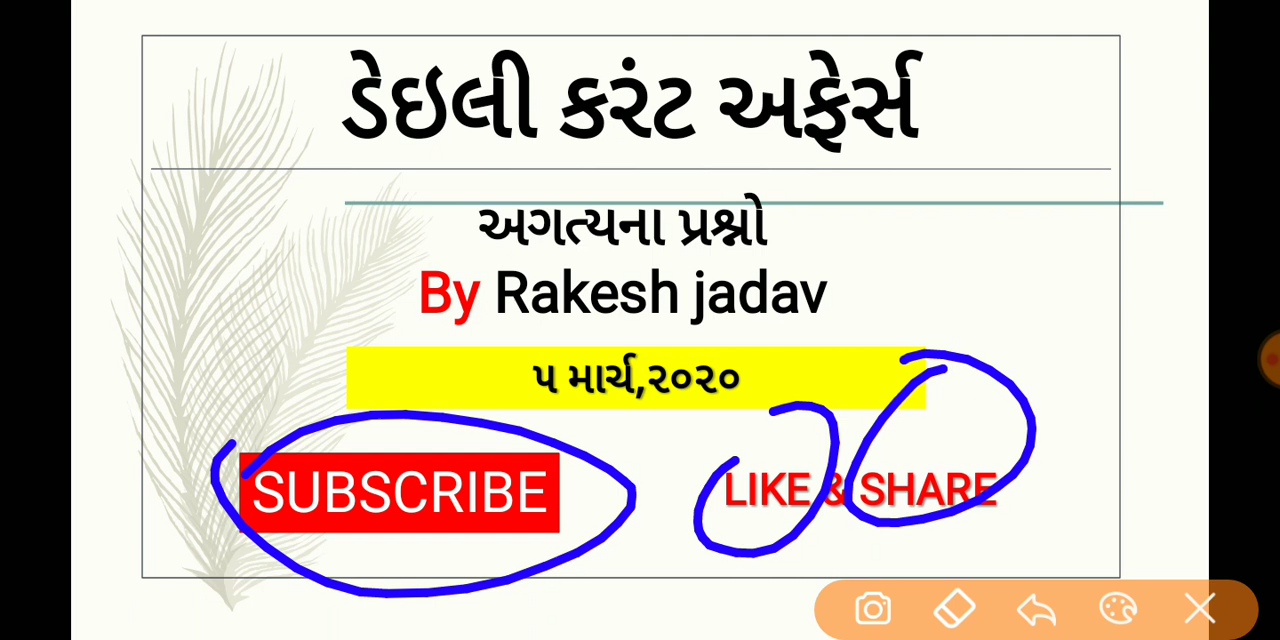 ડેઇલી કરંટ અફેર્સ
અગત્યના પ્રશ્નો
By Rakesh jadav
૫ માર્ચ,૨૦૨૦
SUBSCRIBE
LIKE & SHARE